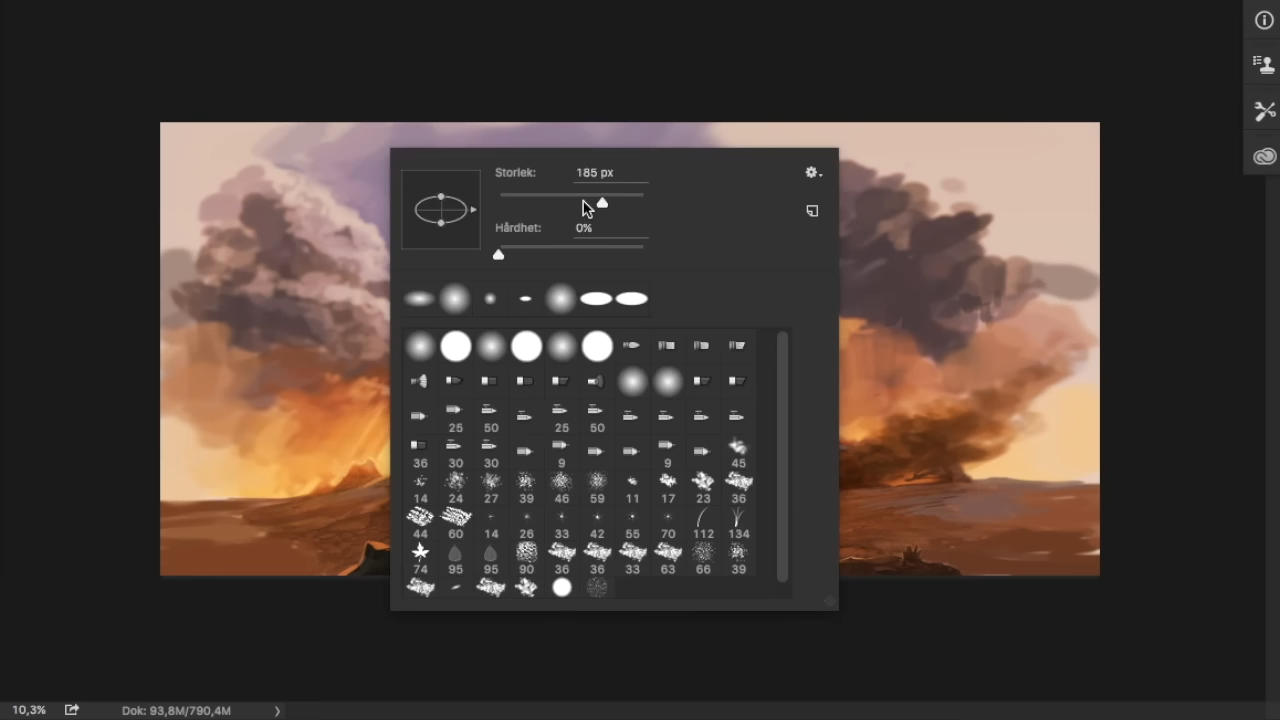 Storlek: 185 px
Hårdhet: 0%
25 50 25 50
36 30 30 9 9 45
14 24 27 39 46 59 11 17 23 36
44 60 14 26 33 42 55 70 112 134
74 95 95 90 36 36 33 63 66 39
10,3% Dok: 93,8M/790,4M